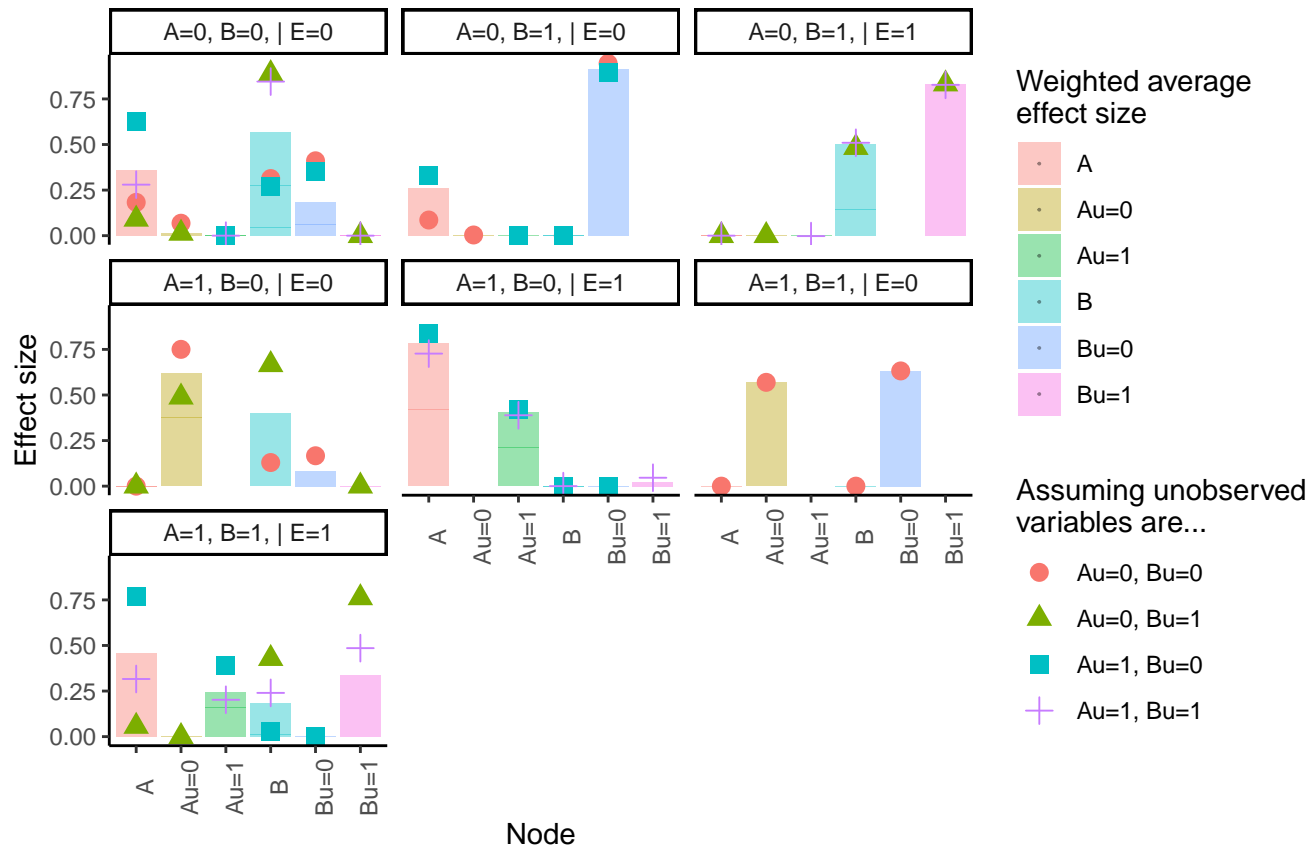 A=0, B=0, | E=0
A=0, B=1, | E=0
A=0, B=1, | E=1
0.75
0.50
0.25
0.00
A=1, B=0, | E=0
A=1, B=0, | E=1
A=1, B=1, | E=0
0.75
0.50
0.25
0.00
A
Au=0
Au=1
B
Bu=0
Bu=1
A
Au=0
Au=1
B
Bu=0
Bu=1
A=1, B=1, | E=1
0.75
0.50
0.25
0.00
A
Au=0
Au=1
B
Bu=0
Bu=1
Effect size
Node
Weighted average
effect size
A
Au=0
Au=1
B
Bu=0
Bu=1
Assuming unobserved
variables are...
Au=0, Bu=0
Au=0, Bu=1
Au=1, Bu=0
Au=1, Bu=1